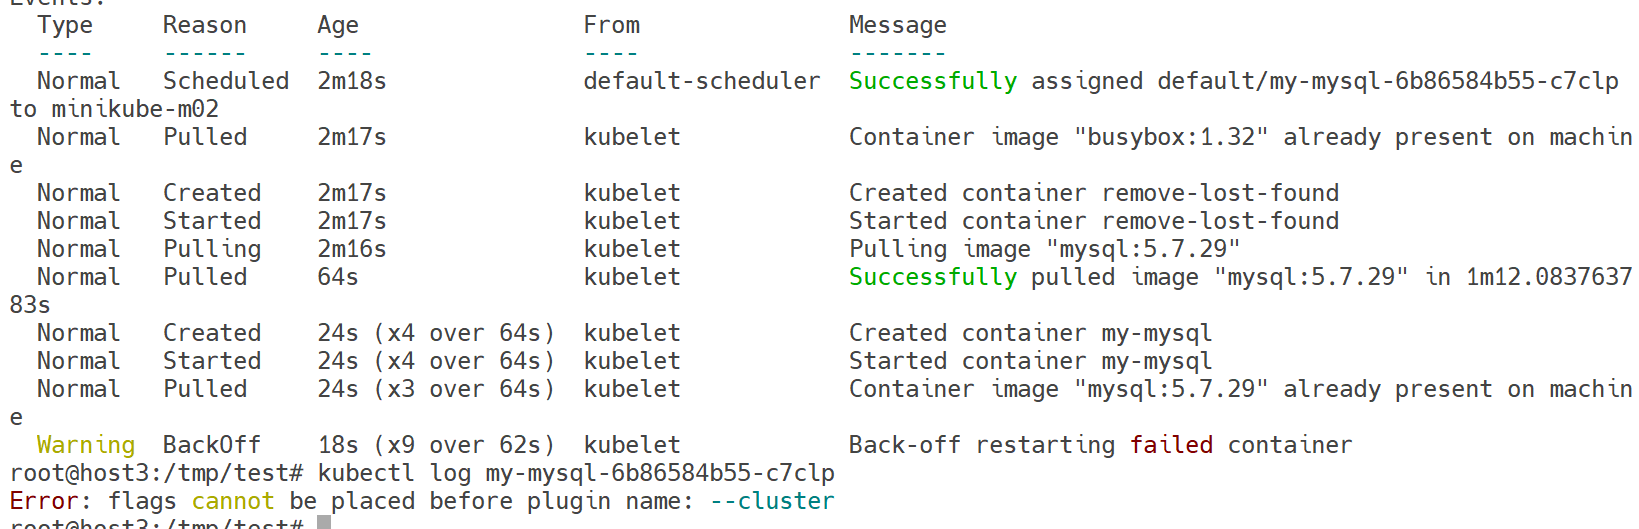 Events:
Type Reason Age From Message
---- ------ ---- ---- -------
Normal Scheduled 2m18s default-scheduler Successfully assigned default/my-mysql-6b86584b55-c7clp
to minikube-m02
Normal Pulled 2m17s kubelet Container image "busybox:1.32" already present on machin
e
Normal Created 2m17s kubelet Created container remove-lost-found
Normal Started 2m17s kubelet Started container remove-lost-found
Normal Pulling 2m16s kubelet Pulling image "mysql:5.7.29"
Normal Pulled 64s kubelet Successfully pulled image "mysql:5.7.29" in 1m12.0837637
83s
Normal Created 24s (x4 over 64s) kubelet Created container my-mysql
Normal Started 24s (x4 over 64s) kubelet Started container my-mysql
Normal Pulled 24s (x3 over 64s) kubelet Container image "mysql:5.7.29" already present on machin
e
Warning BackOff 18s (x9 over 62s) kubelet Back-off restarting failed container
root@host3:/tmp/test# kubectl log my-mysql-6b86584b55-c7clp
Error: flags cannot be placed before plugin name: --cluster
root@host3:/tmp/test#